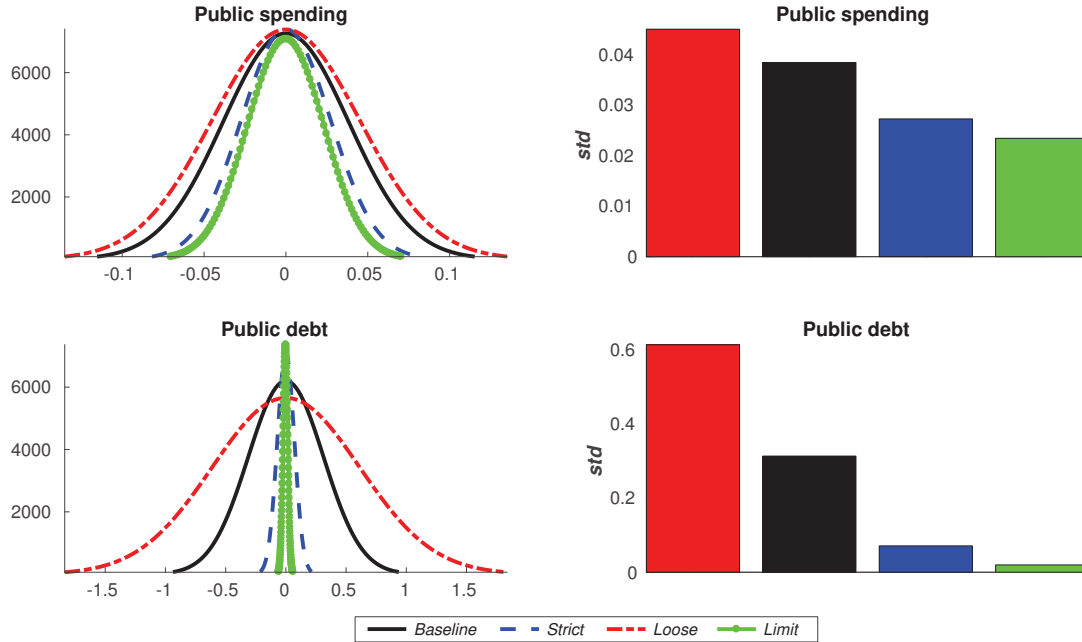 Public spending
6000
4000
2000
-0.1 -0.05 0 0.05 0.1
Public spending
std
0.04
0.03
0.02
0.01
0
Public debt
6000
4000
2000
-1.5 -1 -0.5 0 0.5 1 1.5
Public debt
std
0.6
0.4
0.2
0
Baseline Strict Loose Limit